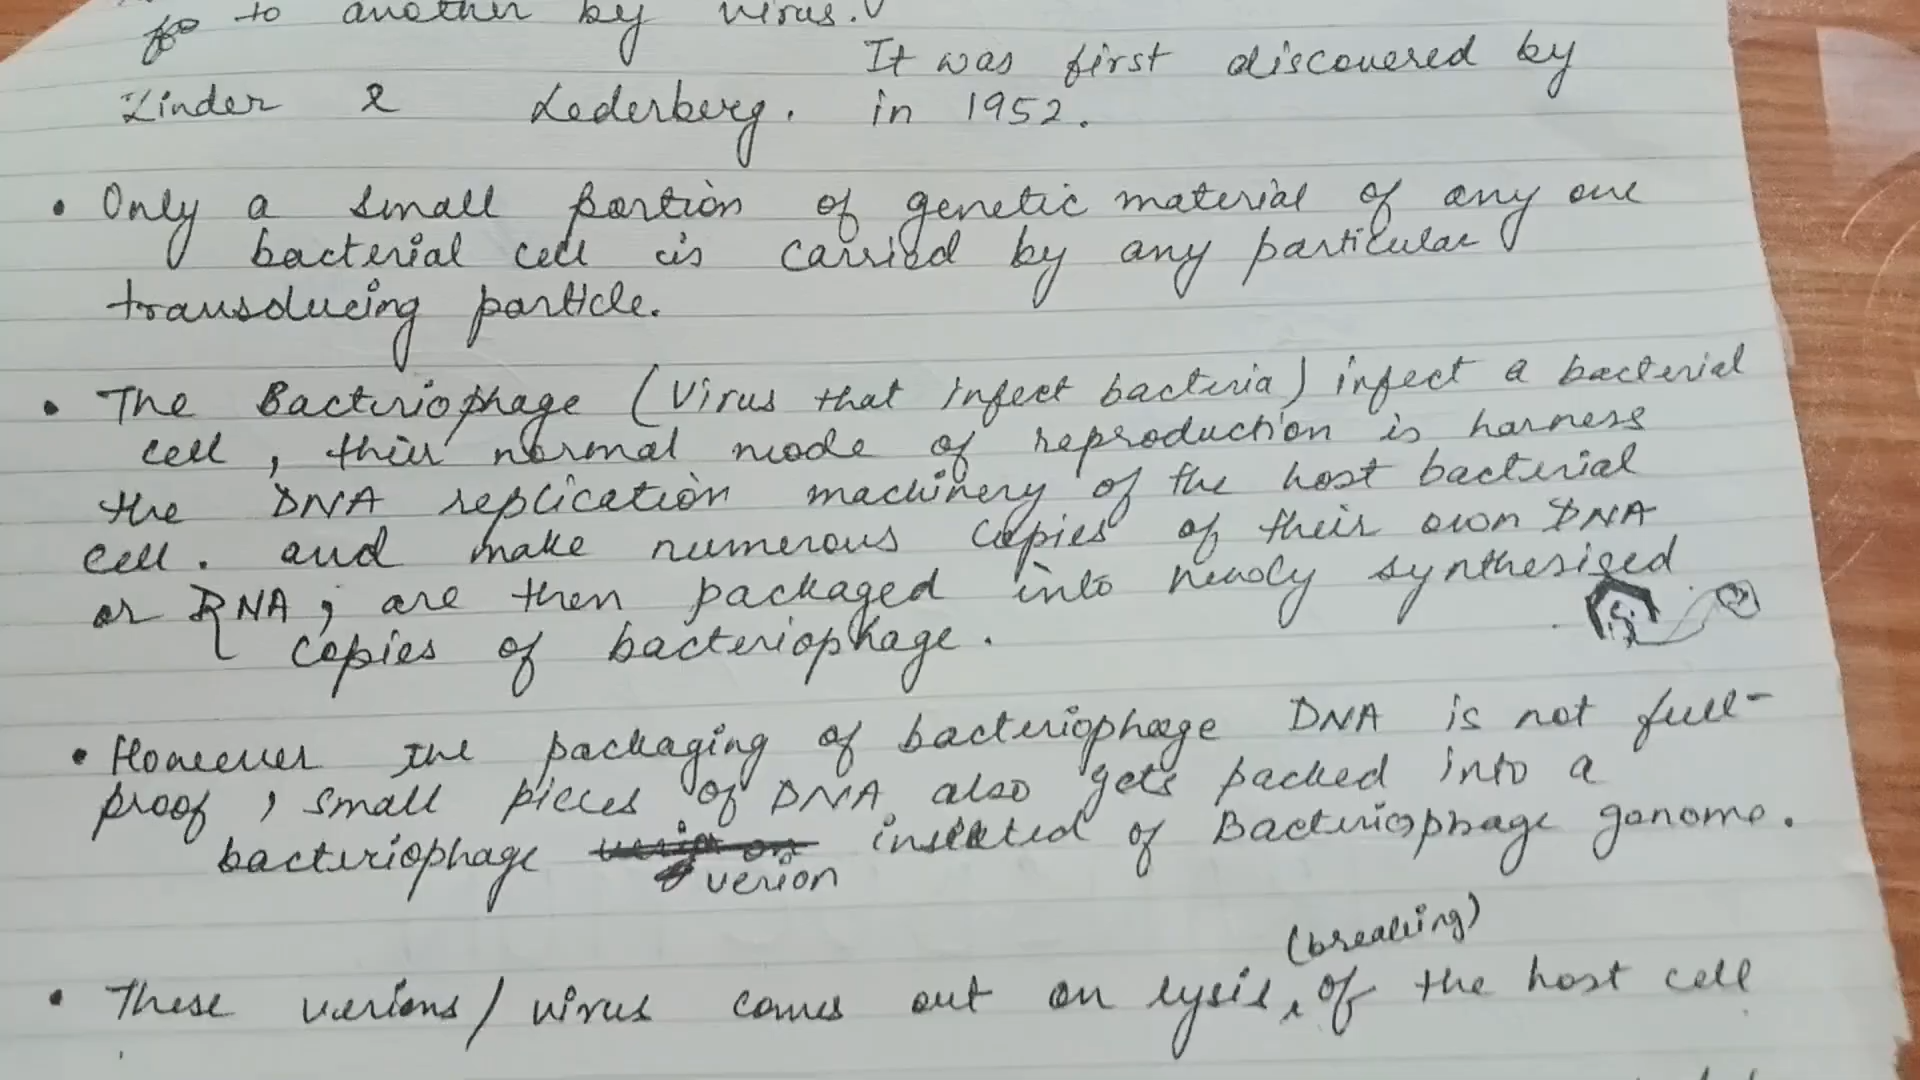 to another by virus.
It was first discovered by
Zinder & Lederberg. in 1952.
• Only a small portion of genetic material of any one
bacterial cell is carried by any particular
transducing particle.
• The Bacteriophage (Virus that infect bacteria) infect a bacterial
cell, their normal mode of reproduction is harness
the DNA replication machinery of the host bacterial
cell. and make numerous copies of their own DNA
or RNA, are then packaged into newly synthesised
copies of bacteriophage.
• However the packaging of bacteriophage DNA is not full-
proof, small pieces of DNA also gets packed into a
bacteriophage verion insteted of Bacteriophage genome.
(breaking)
• These verions/virus comes out on lysis, of the host cell